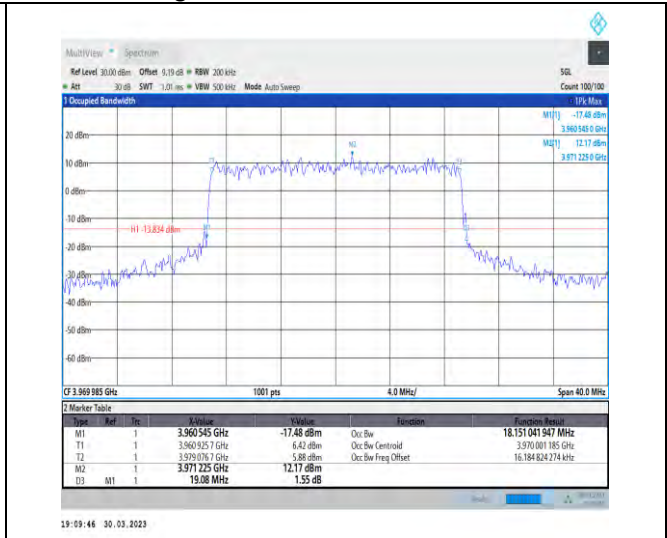 MultiView Spectrum
Ref Level 30.00 dBm Offset 9.19 dB RBW 200 kHz SGL
Att 30 dB SWT 1.01 ms VBW 500 kHz Mode Auto Sweep Count 100/100
1 Occupied Bandwidth 1Pk Max
M1[1] -17.48 dBm
3.960 545 0 GHz
M2[1] 12.17 dBm
3.971 225 0 GHz
20 dBm
M2
10 dBm
0 dBm
-10 dBm
H1 -13.834 dBm
-30 dBm
-40 dBm
-50 dBm
-60 dBm
CF 3.969 985 GHz 1001 pts 4.0 MHz/ Span 40.0 MHz
2 Marker Table
Type Ref Trc X-Value Y-Value Function Function Result
M1 1 3.960 545 GHz -17.48 dBm Occ Bw 18.151 041 947 MHz
T1 1 3.960 925 7 GHz 6.42 dBm Occ Bw Centroid 3.970 001 185 GHz
T2 1 3.979 076 7 GHz 5.88 dBm Occ Bw Freq Offset 16.184 824 274 kHz
M2 1 3.971 225 GHz 12.17 dBm
D3 M1 1 19.08 MHz 1.55 dB
19:09:46 30.03.2023